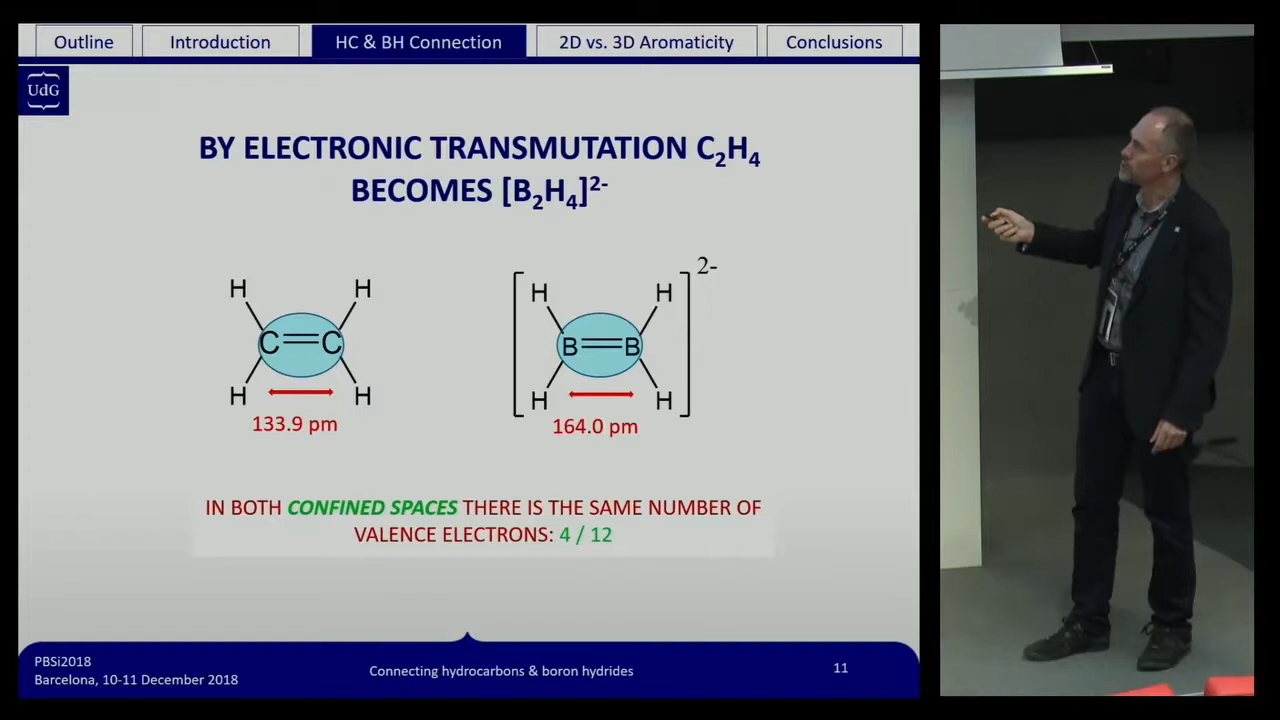 Outline Introduction HC & BH Connection 2D vs. 3D Aromaticity Conclusions
UdG
BY ELECTRONIC TRANSMUTATION C₂H₄
BECOMES [B₂H₄]²⁻
H H
C=C
H H
133.9 pm
2-
H H
B=B
H H
164.0 pm
IN BOTH CONFINED SPACES THERE IS THE SAME NUMBER OF
VALENCE ELECTRONS: 4 / 12
PBSi2018
Barcelona, 10-11 December 2018
Connecting hydrocarbons & boron hydrides
11